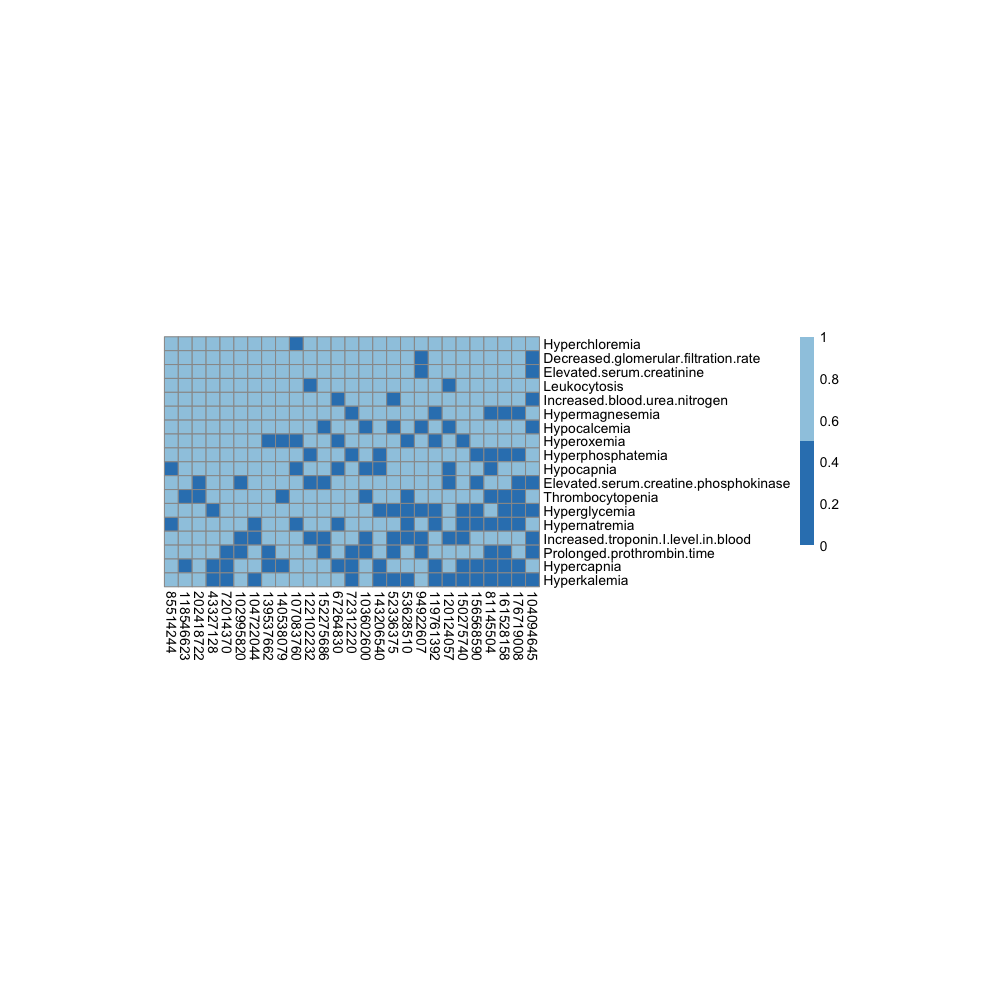 Hyperchloremia
Decreased.glomerular.filtration.rate
Elevated.serum.creatinine
Leukocytosis
Increased.blood.urea.nitrogen
Hypermagnesemia
Hypocalcemia
Hyperoxemia
Hyperphosphatemia
Hypocapnia
Elevated.serum.creatine.phosphokinase
Thrombocytopenia
Hyperglycemia
Hypernatremia
Increased.troponin.I.level.in.blood
Prolonged.prothrombin.time
Hypercapnia
Hyperkalemia
1
0.8
0.6
0.4
0.2
0
85514244
118546623
202418722
43327128
72014370
102995820
104722044
139537662
140538079
107083760
122102232
152275686
67264830
72312220
103602600
143206540
52336375
53628510
94922607
119761392
120124057
150275740
156568590
81145504
161528158
176719008
104094645